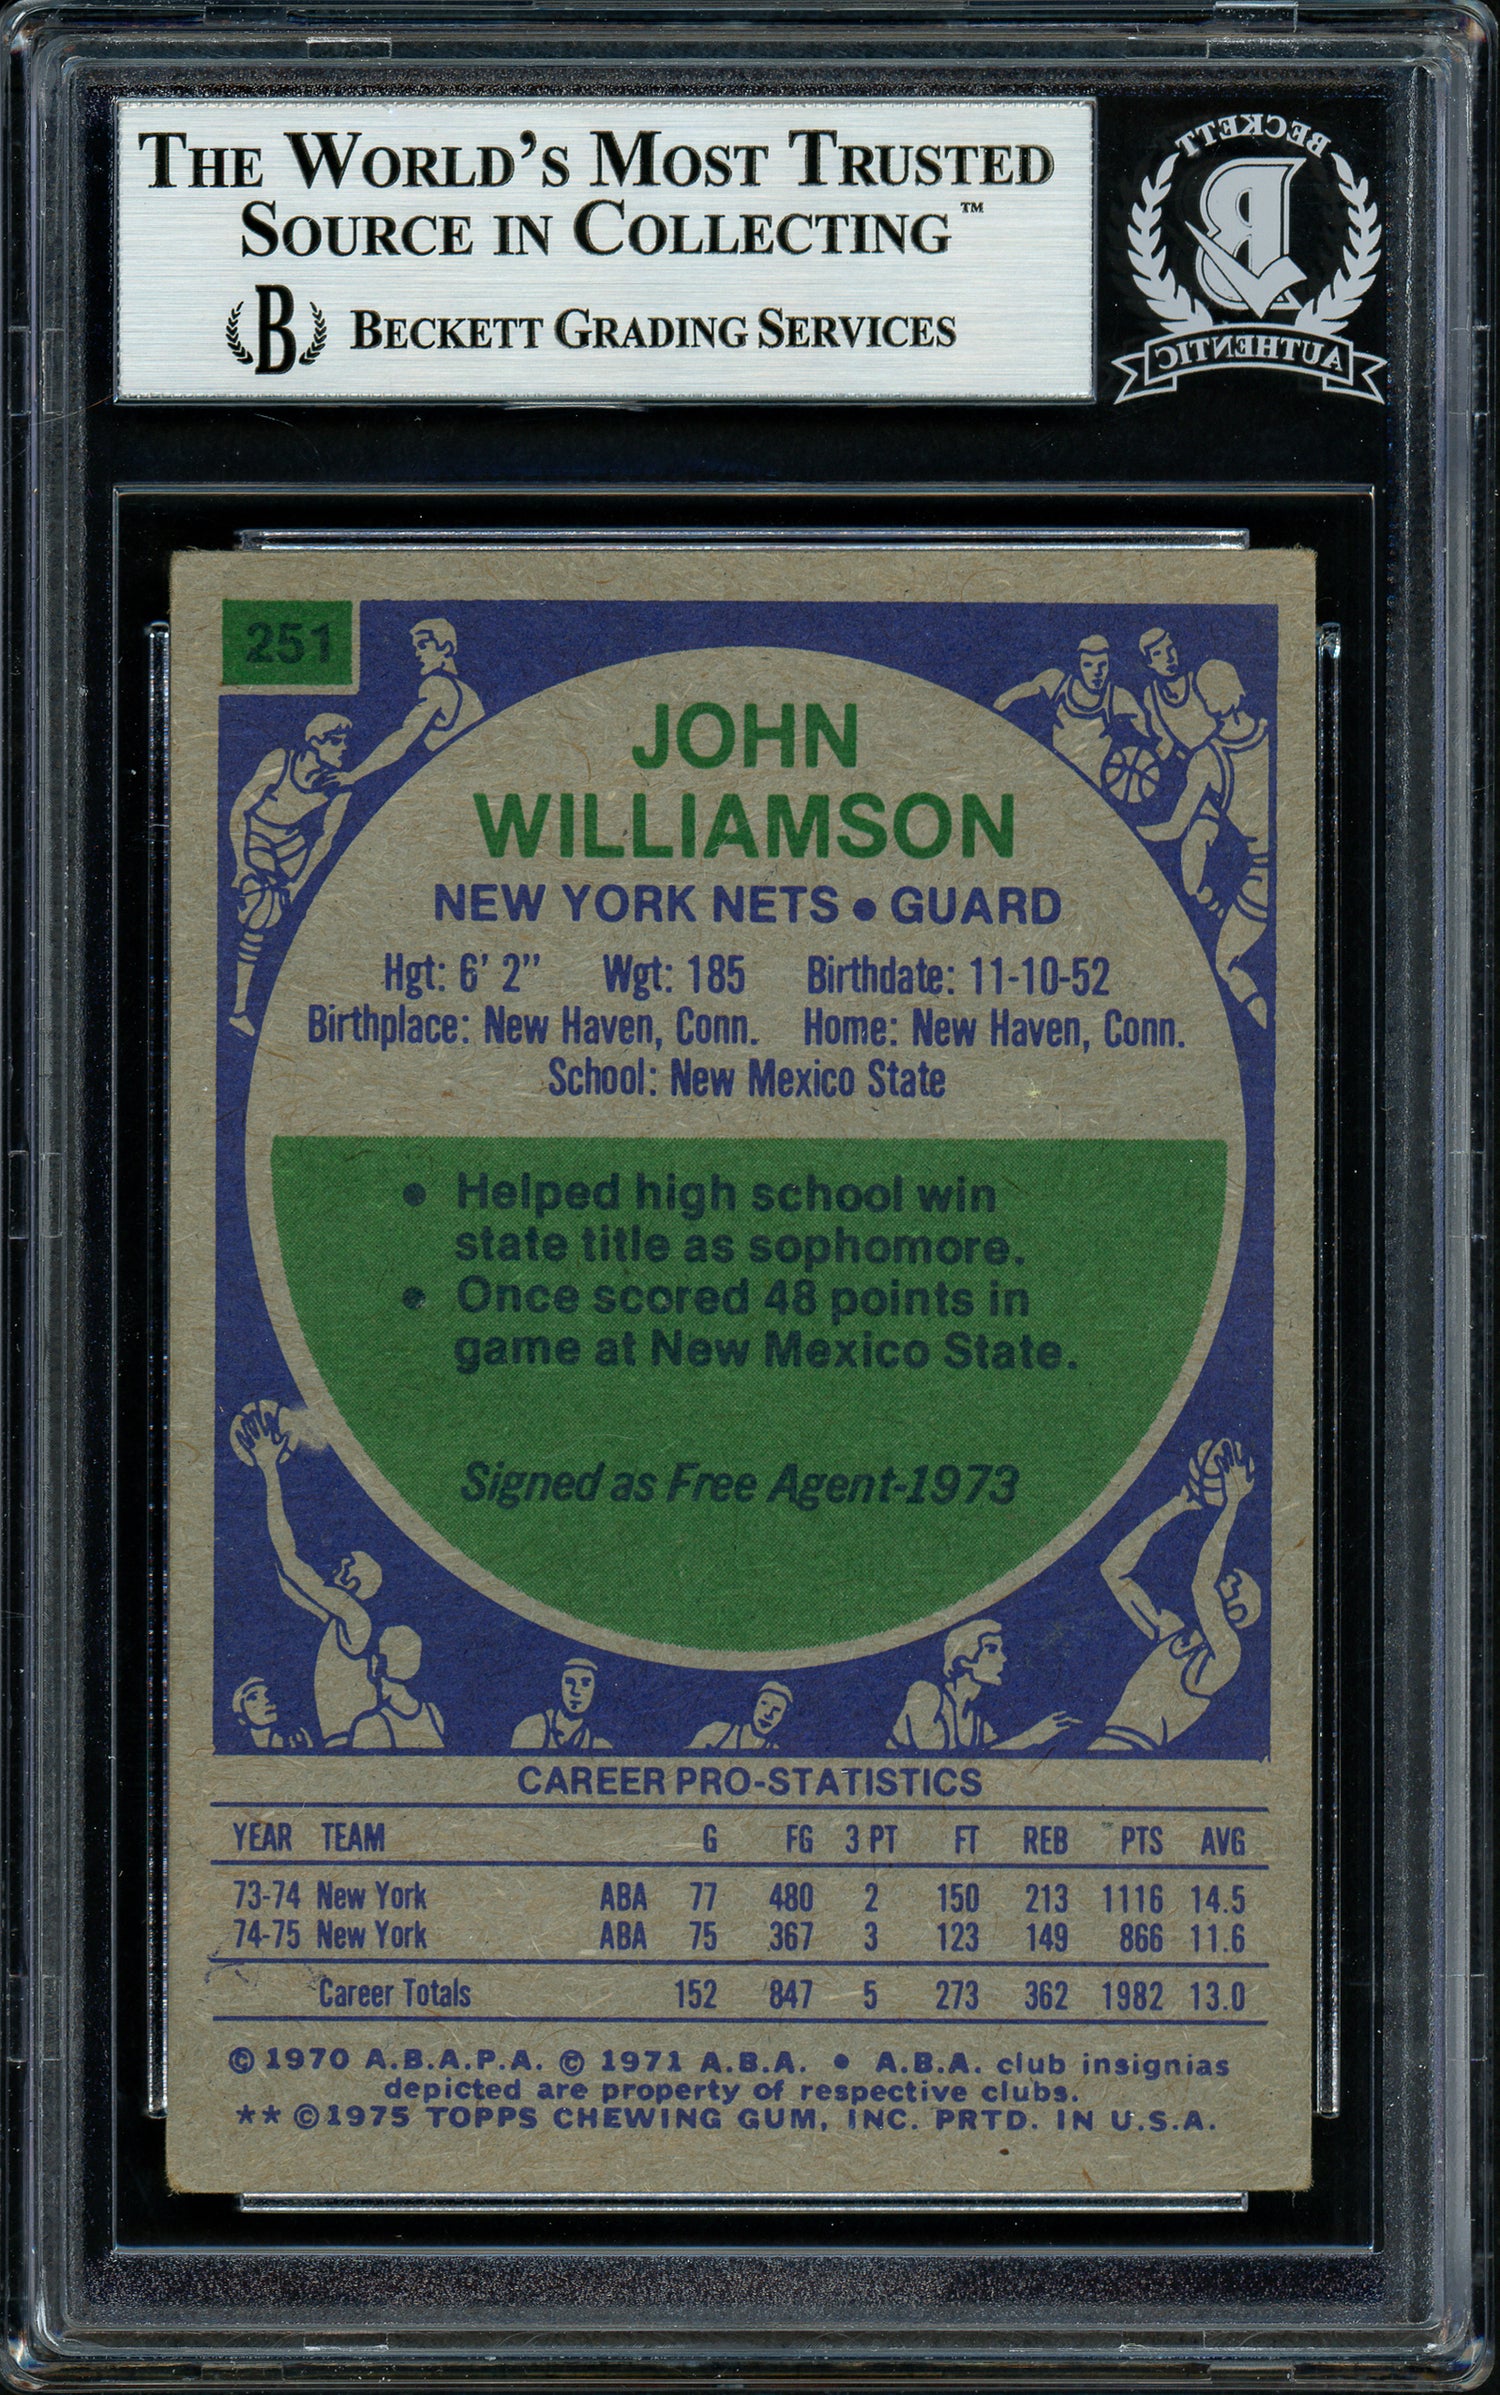 THE WORLD'S MOST TRUSTED
SOURCE IN COLLECTING™
B BECKETT GRADING SERVICES
BECKETT
B
AUTHENTIC
251
JOHN
WILLIAMSON
NEW YORK NETS • GUARD
Hgt: 6' 2" Wgt: 185 Birthdate: 11-10-52
Birthplace: New Haven, Conn. Home: New Haven, Conn.
School: New Mexico State
• Helped high school win
state title as sophomore.
• Once scored 48 points in
game at New Mexico State.
Signed as Free Agent-1973
CAREER PRO-STATISTICS
YEAR TEAM G FG 3 PT FT REB PTS AVG
73-74 New York ABA 77 480 2 150 213 1116 14.5
74-75 New York ABA 75 367 3 123 149 866 11.6
Career Totals 152 847 5 273 362 1982 13.0
© 1970 A.B.A.P.A. © 1971 A.B.A. • A.B.A. club insignias
depicted are property of respective clubs.
** © 1975 TOPPS CHEWING GUM, INC. PRTD. IN U.S.A.